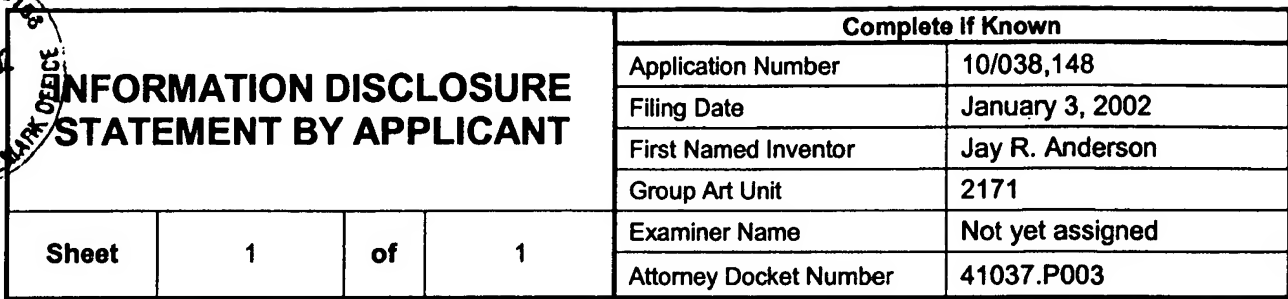 INFORMATION DISCLOSURE
STATEMENT BY APPLICANT
Sheet 1 of 1
Complete if Known
Application Number 10/038,148
Filing Date January 3, 2002
First Named Inventor Jay R. Anderson
Group Art Unit 2171
Examiner Name Not yet assigned
Attorney Docket Number 41037.P003